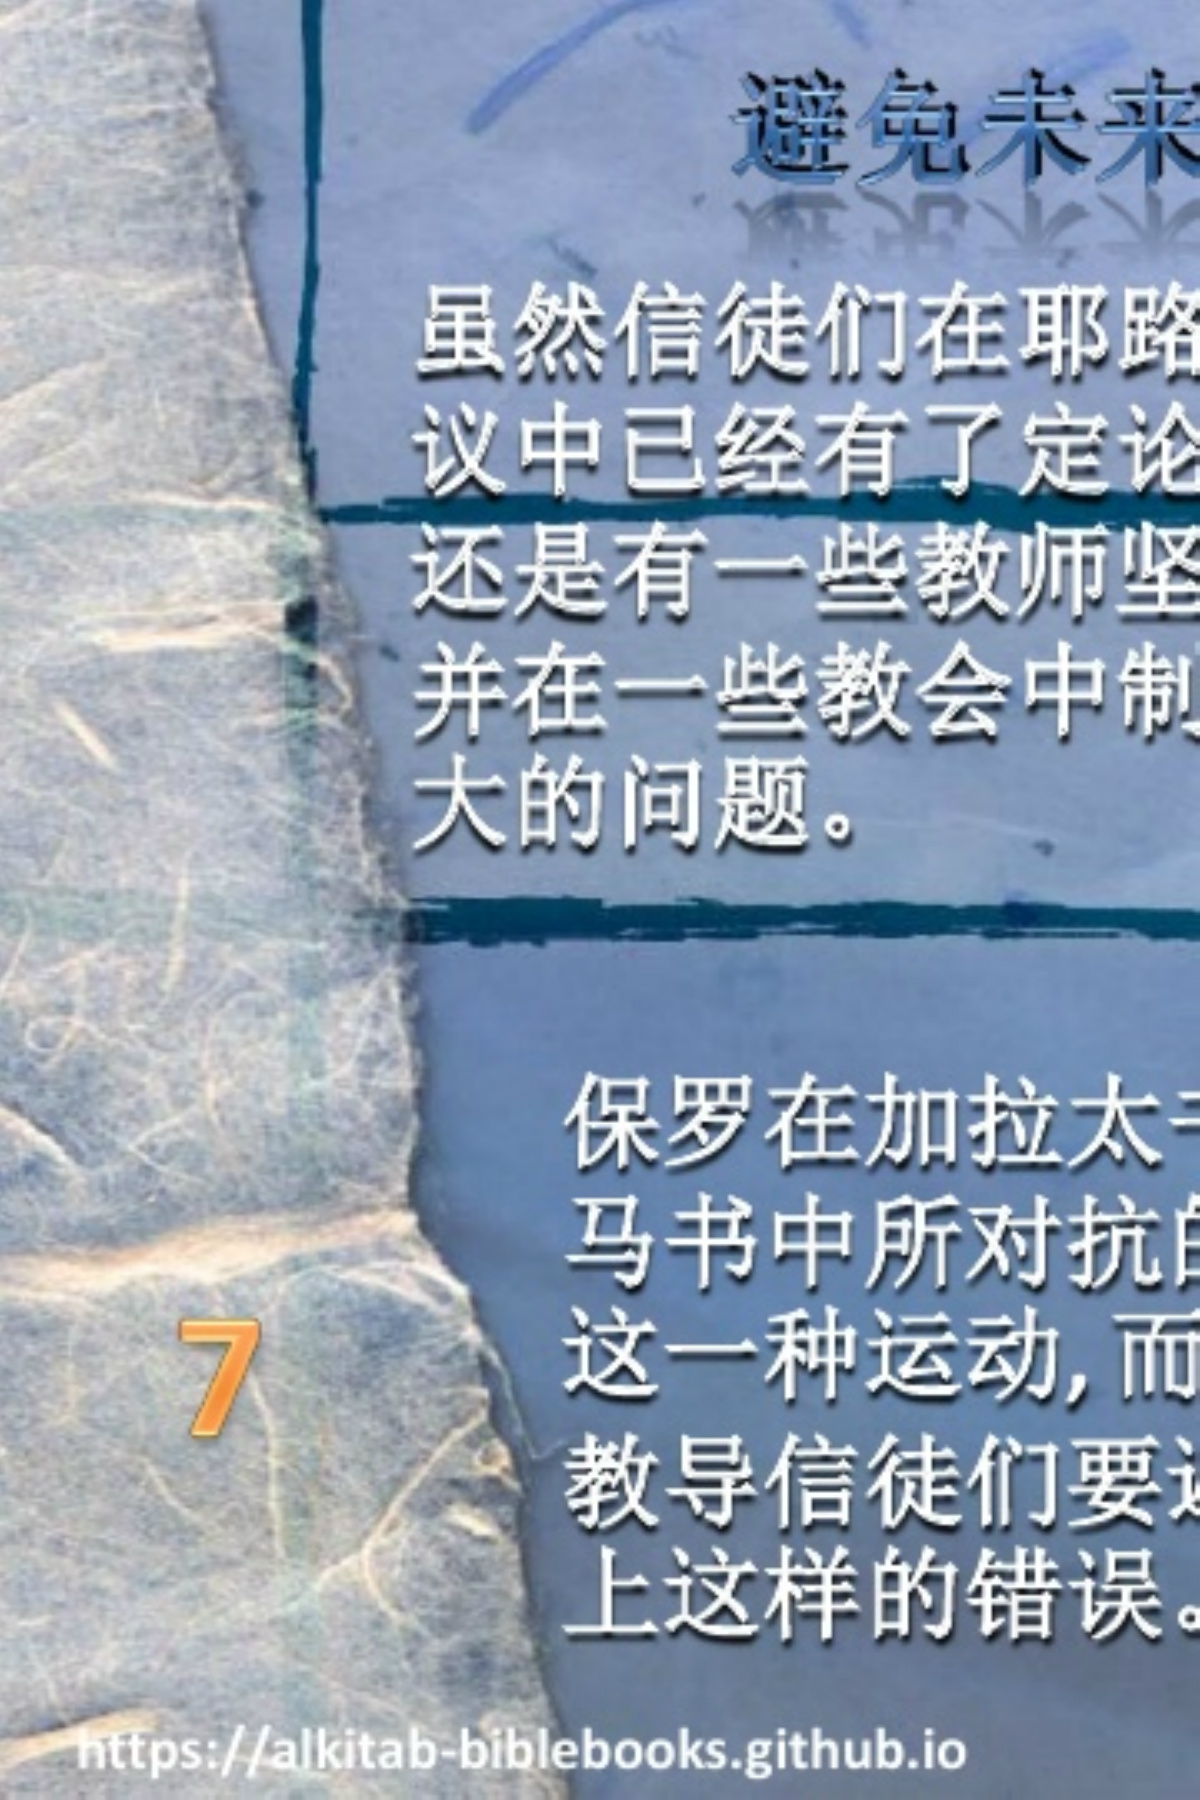 避免未来
虽然信徒们在耶路
议中已经有了定论
还是有一些教师坚
并在一些教会中制
大的问题。
保罗在加拉太
马书中所对抗的
这一种运动,而
教导信徒们要
上这样的错误。
7
https://alkitab-biblebooks.github.io